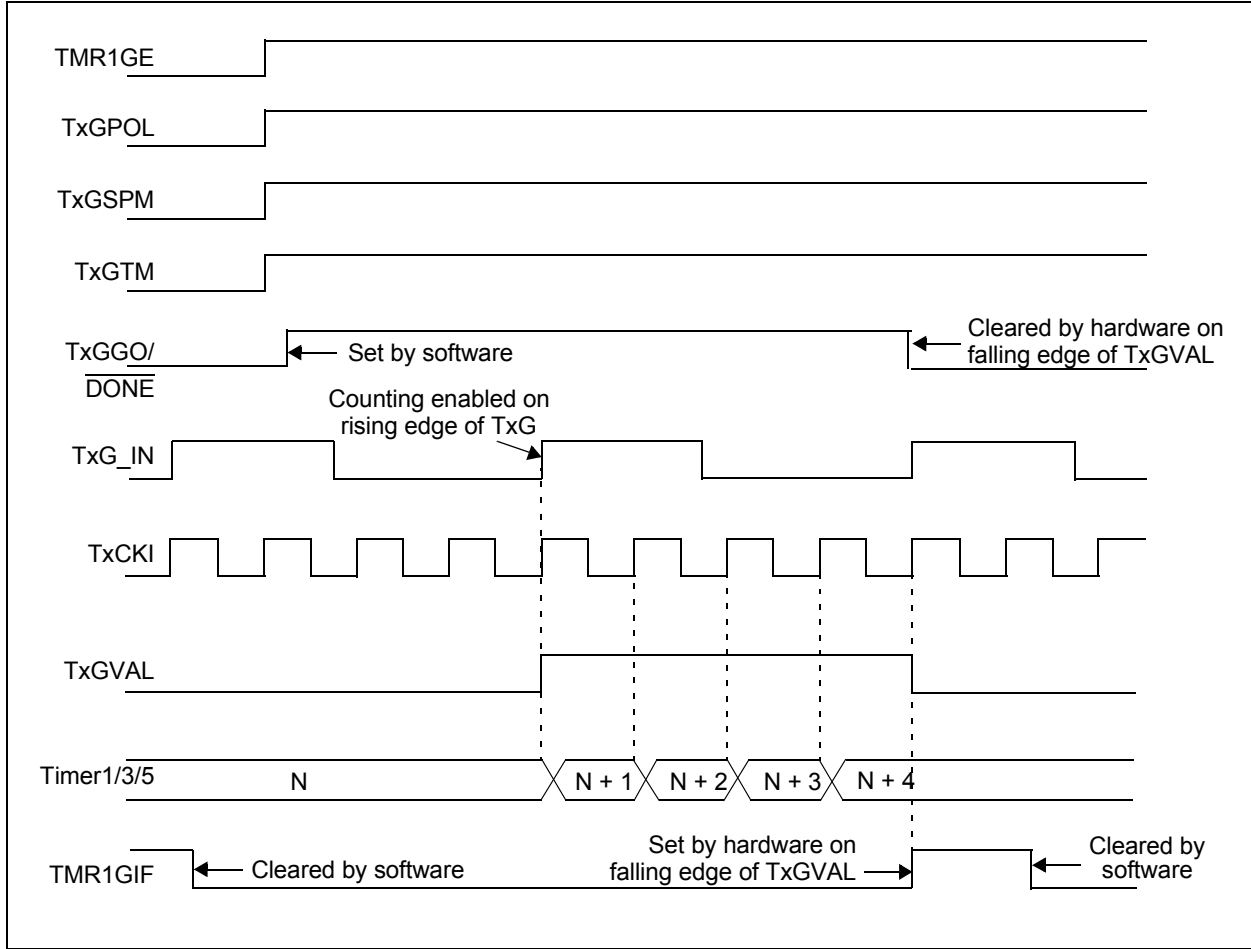 TMR1GE
TxGPOL
TxGSPM
TxGTM
TxGGO/
DONE
Set by software
Cleared by hardware on
falling edge of TxGVAL
Counting enabled on
rising edge of TxG
TxG_IN
TxCKI
TxGVAL
Timer1/3/5
N
N + 1
N + 2
N + 3
N + 4
TMR1GIF
Cleared by software
Set by hardware on
falling edge of TxGVAL
Cleared by
software